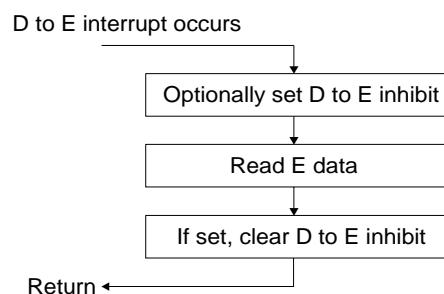 D to E interrupt occurs
Optionally set D to E inhibit
Read E data
If set, clear D to E inhibit
Return